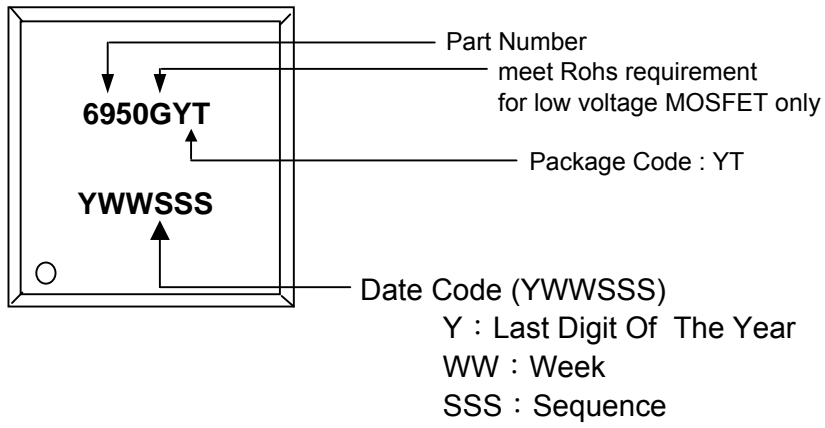 Part Number
meet Rohs requirement
for low voltage MOSFET only
6950GYT
Package Code : YT
YWWSSS
Date Code (YWWSSS)
Y：Last Digit Of The Year
WW：Week
SSS：Sequence